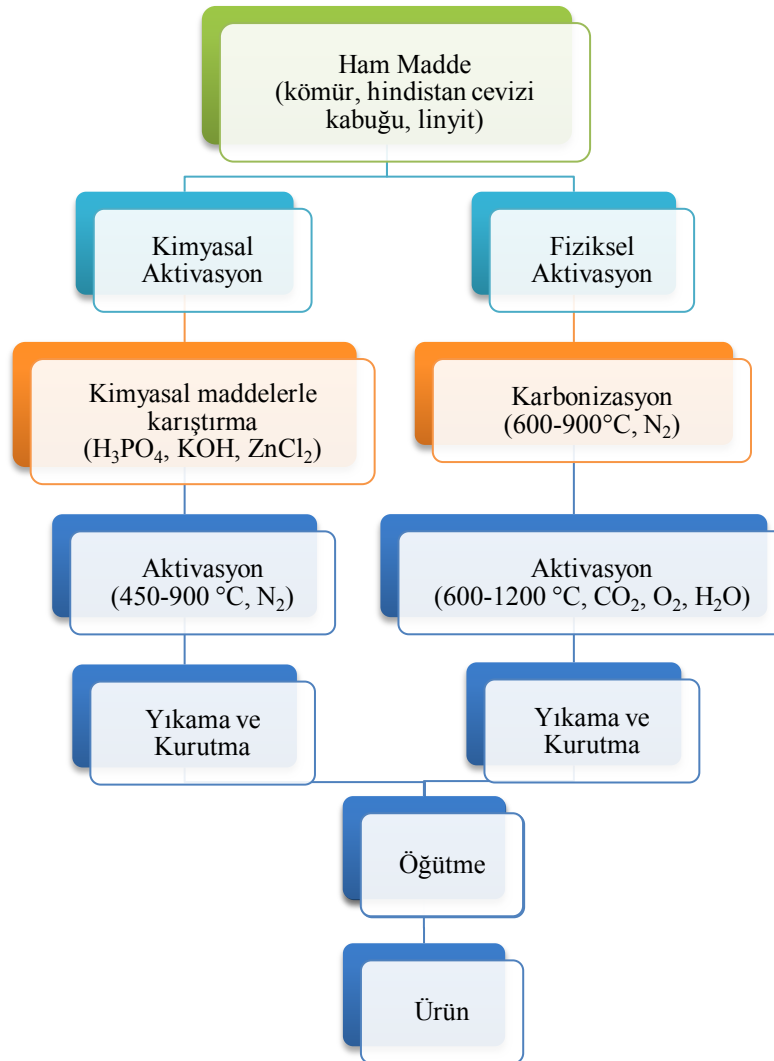 Ham Madde
(kömür, hindistan cevizi
kabuğu, linyit)
Kimyasal
Aktivasyon
Fiziksel
Aktivasyon
Kimyasal maddelerle
karıştırma
(H₃PO₄, KOH, ZnCl₂)
Karbonizasyon
(600-900°C, N₂)
Aktivasyon
(450-900 °C, N₂)
Aktivasyon
(600-1200 °C, CO₂, O₂, H₂O)
Yıkama ve
Kurutma
Yıkama ve
Kurutma
Öğütme
Ürün